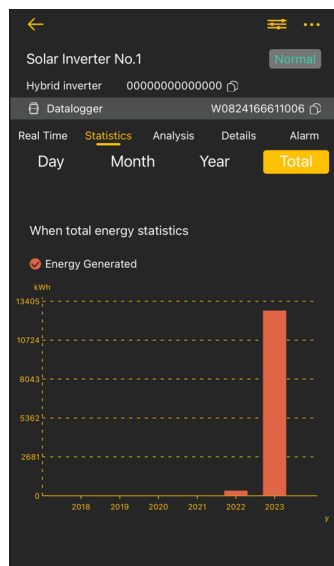 Solar Inverter No.1 Normal
Hybrid inverter 00000000000000
Datalogger W0824166611006
Real Time Statistics Analysis Details Alarm
Day Month Year Total
When total energy statistics
Energy Generated
kWh
13405
10724
8043
5362
2681
0
2018 2019 2020 2021 2022 2023
y